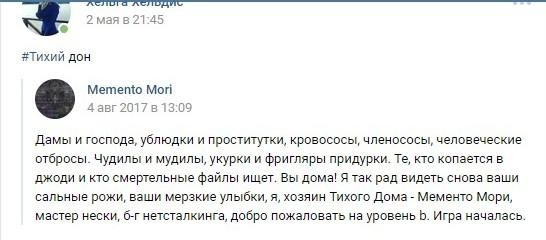 Хельга Хельдис
2 мая в 21:45
#Тихий дон
Memento Mori
4 авг 2017 в 13:09
Дамы и господа, ублюдки и проститутки, кровососы, членососы, человеческие
отбросы. Чудилы и мудилы, укурки и фригляры придурки. Те, кто копается в
джоди и кто смертельные файлы ищет. Вы дома! Я так рад видеть снова ваши
сальные рожи, ваши мерзкие улыбки, я, хозяин Тихого Дома - Мементо Мори,
мастер нески, б-г нетсталкинга, добро пожаловать на уровень b. Игра началась.